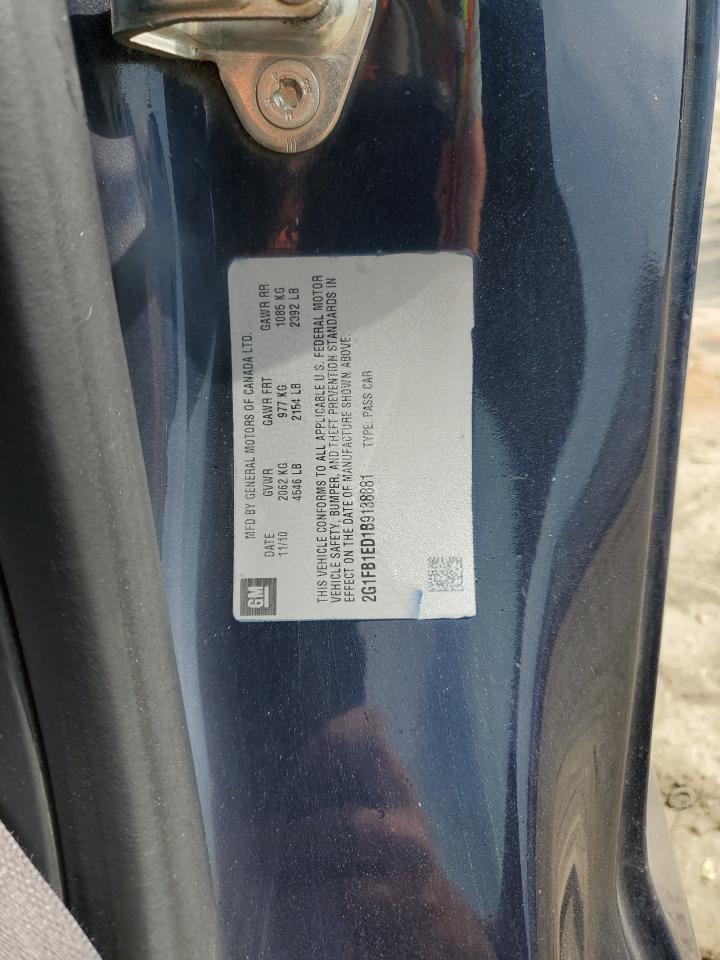 MFD BY GENERAL MOTORS OF CANADA LTD.
DATE GVWR GAWR FRT GAWR RR
11/10 2062 KG 977 KG 1085 KG
4546 LB 2154 LB 2392 LB
THIS VEHICLE CONFORMS TO ALL APPLICABLE U.S. FEDERAL MOTOR
VEHICLE SAFETY, BUMPER, AND THEFT PREVENTION STANDARDS IN
EFFECT ON THE DATE OF MANUFACTURE SHOWN ABOVE.
2G1FB1ED1B9138881 TYPE: PASS CAR
GM